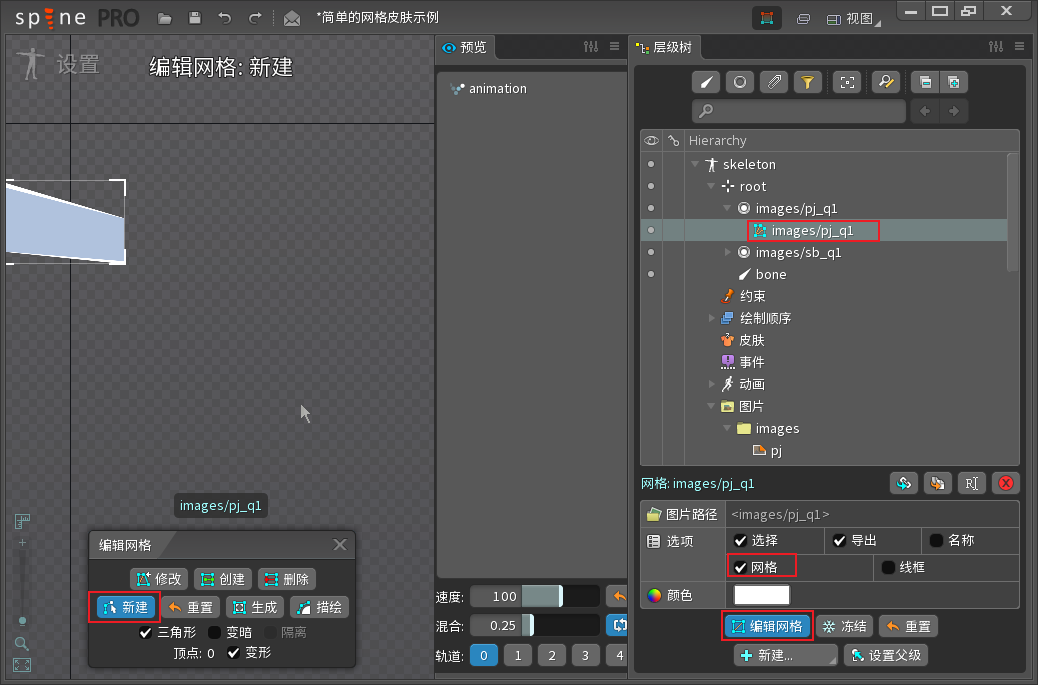 spine PRO
*简单的网格皮肤示例
视图
设置
编辑网格: 新建
预览
animation
层级树
Hierarchy
skeleton
root
images/pj_q1
images/pj_q1
images/sb_q1
bone
约束
绘制顺序
皮肤
事件
动画
图片
images
pj
images/pj_q1
编辑网格
修改
创建
删除
新建
重置
生成
描绘
三角形
变暗
隔离
顶点: 0
变形
速度:
100
混合:
0.25
轨道:
0
1
2
3
4
网格: images/pj_q1
图片路径
<images/pj_q1>
选项
选择
导出
名称
网格
线框
颜色
编辑网格
冻结
重置
新建...
设置父级